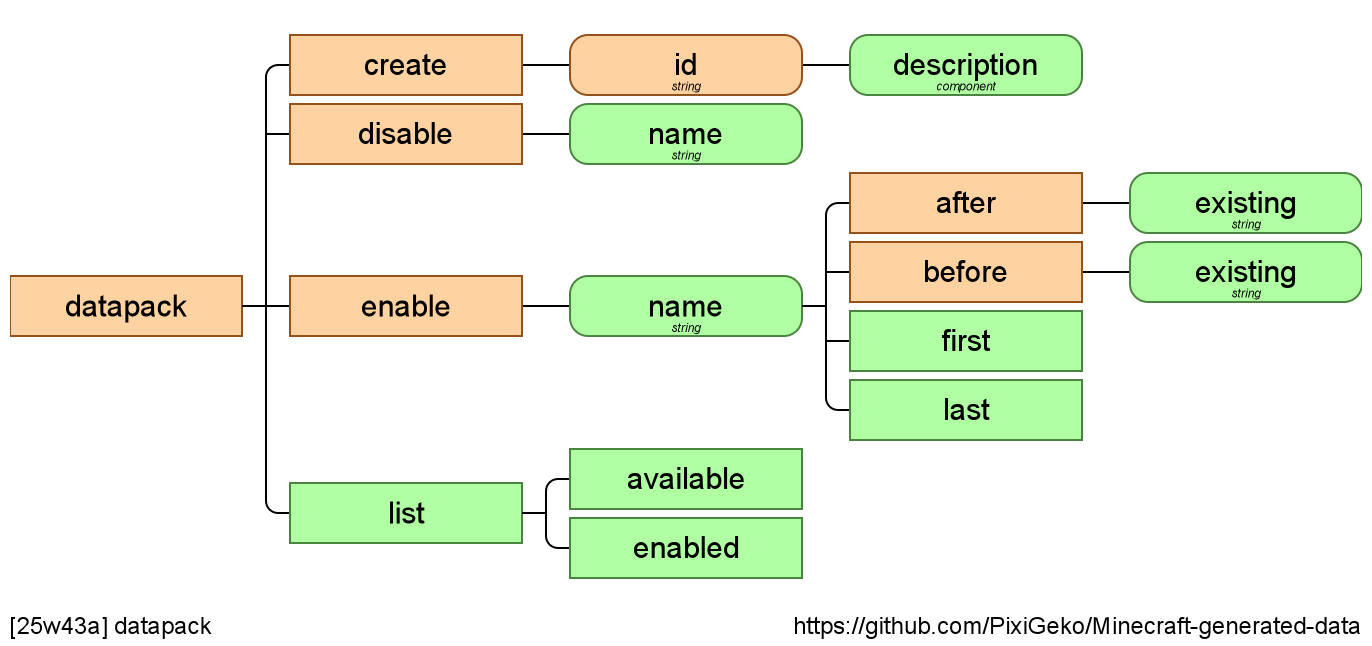 create
id
string
description
component
disable
name
string
after
existing
string
before
existing
string
datapack
enable
name
string
first
last
available
list
enabled
[25w43a] datapack
https://github.com/PixiGeko/Minecraft-generated-data